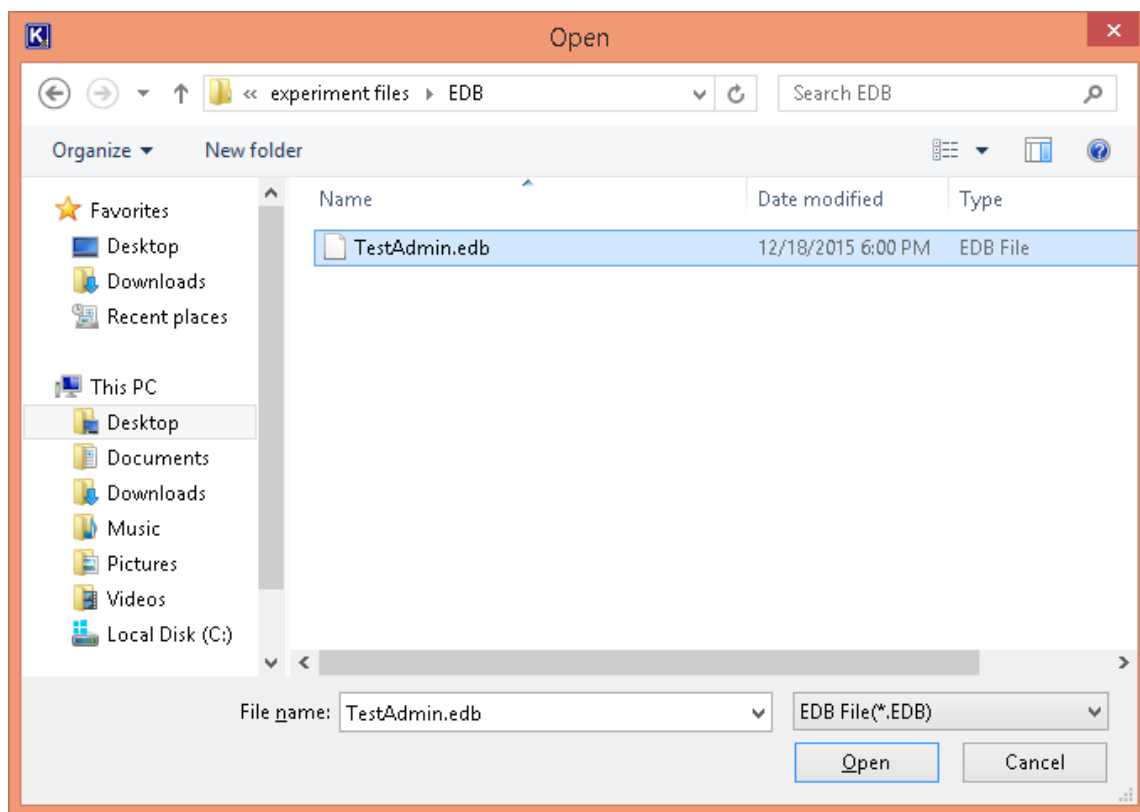 K
Open
« experiment files EDB
Search EDB
Organize
New folder
Favorites
Desktop
Downloads
Recent places
This PC
Desktop
Documents
Downloads
Music
Pictures
Videos
Local Disk (C:)
Name Date modified Type
TestAdmin.edb 12/18/2015 6:00 PM EDB File
File name: TestAdmin.edb
EDB File(*.EDB)
Open Cancel